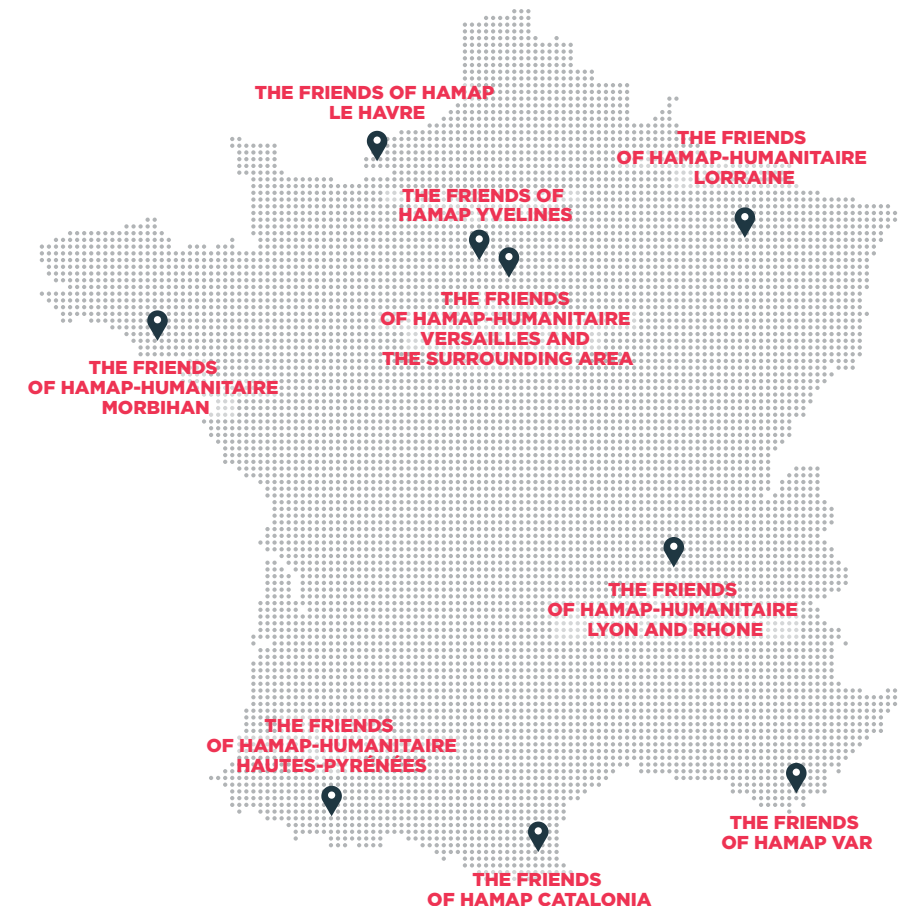 THE FRIENDS OF HAMAP
LE HAVRE
THE FRIENDS
OF HAMAP-HUMANITAIRE
LORRAINE
THE FRIENDS OF
HAMAP YVELINES
THE FRIENDS
OF HAMAP-HUMANITAIRE
VERSAILLES AND
THE SURROUNDING AREA
THE FRIENDS
OF HAMAP-HUMANITAIRE
MORBIHAN
THE FRIENDS
OF HAMAP-HUMANITAIRE
LYON AND RHONE
THE FRIENDS
OF HAMAP-HUMANITAIRE
HAUTES-PYRÉNÉES
THE FRIENDS
OF HAMAP VAR
THE FRIENDS
OF HAMAP CATALONIA